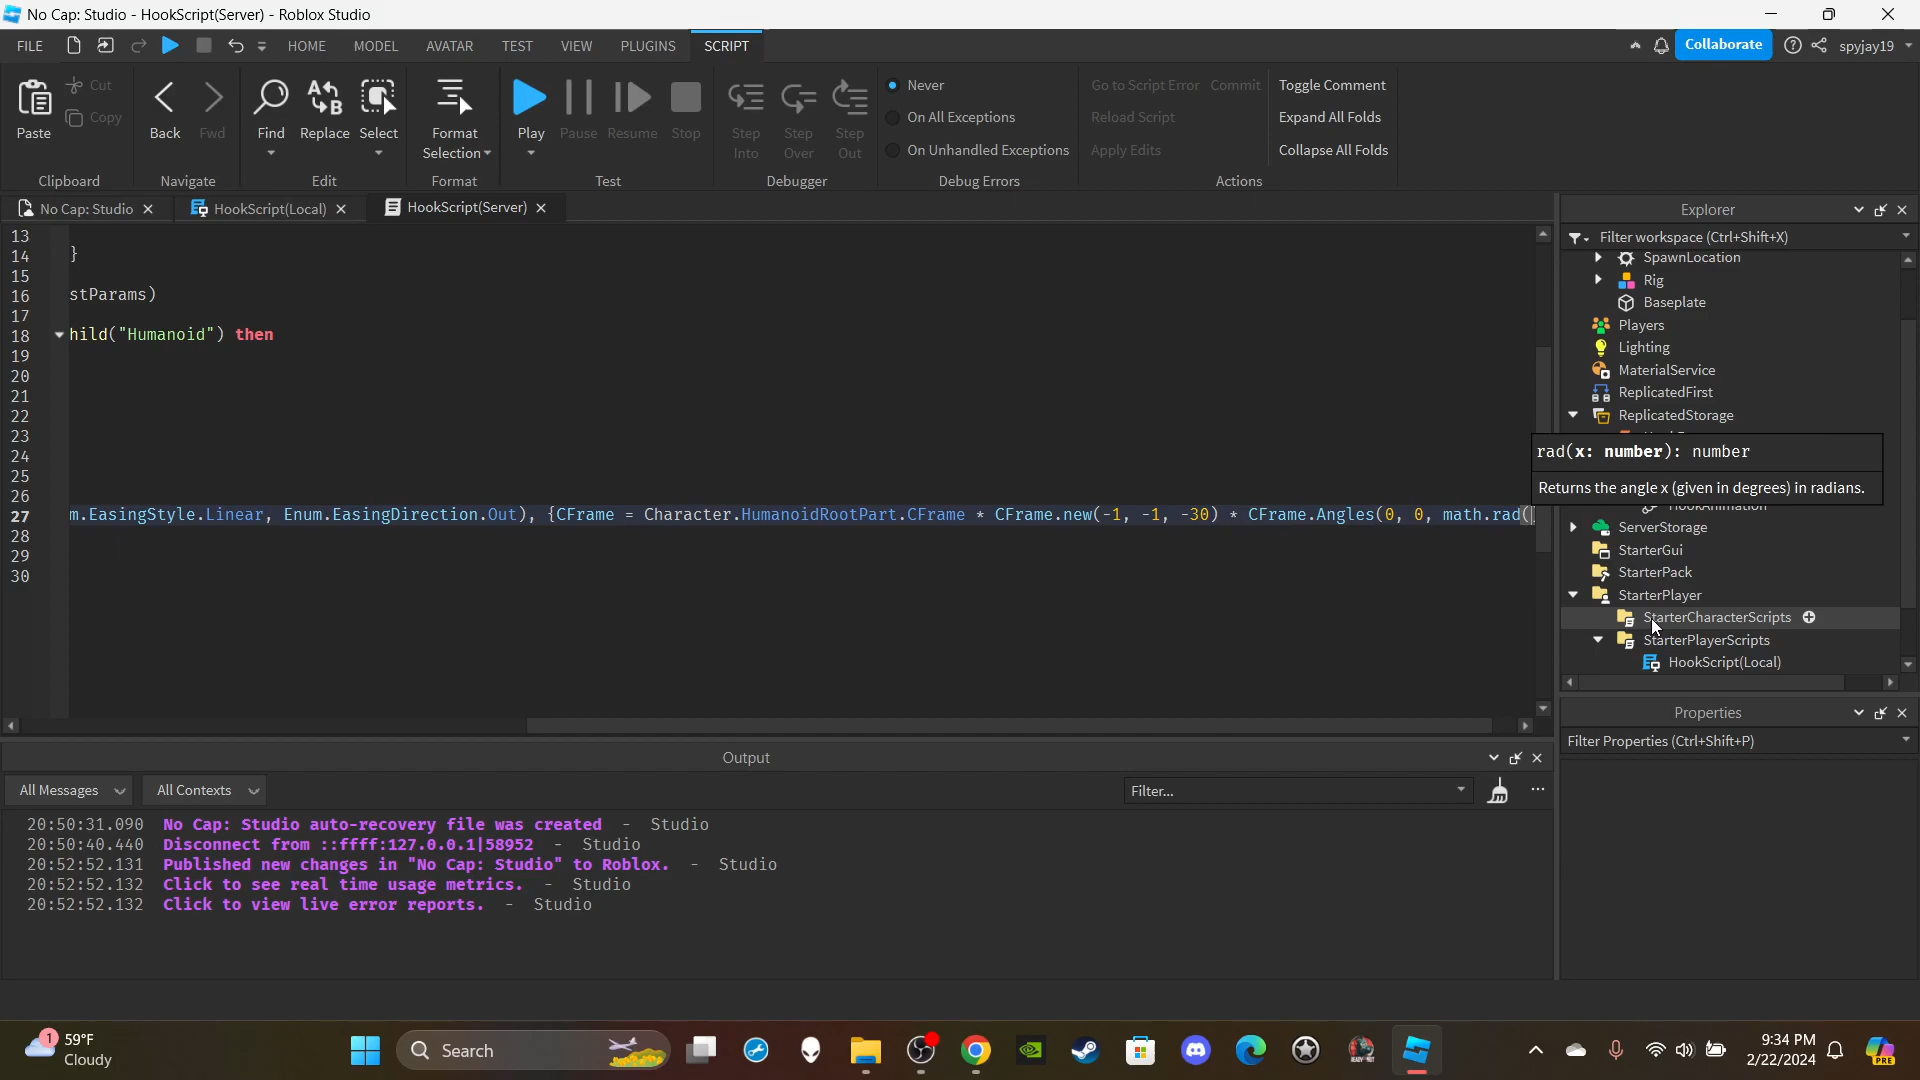 No Cap: Studio - HookScript(Server) - Roblox Studio
FILE HOME MODEL AVATAR TEST VIEW PLUGINS SCRIPT Collaborate spyjay19
Paste Cut Copy Back Fwd Find Replace Select Format Selection Play Pause Resume Stop Step Into Step Over Step Out
Never
On All Exceptions
On Unhandled Exceptions
Go to Script Error Commit
Reload Script
Apply Edits
Toggle Comment
Expand All Folds
Collapse All Folds
Clipboard Navigate Edit Format Test Debugger Debug Errors Actions
No Cap: Studio HookScript(Local) HookScript(Server)
13
14 }
15
16 stParams)
17
18 hild("Humanoid") then
19
20
21
22
23
24
25
26
27 m.EasingStyle.Linear, Enum.EasingDirection.Out), {CFrame = Character.HumanoidRootPart.CFrame * CFrame.new(-1, -1, -30) * CFrame.Angles(0, 0, math.rad(
28
29
30
rad(x: number): number
Returns the angle x (given in degrees) in radians.
Explorer
Filter workspace (Ctrl+Shift+X)
SpawnLocation
Rig
Baseplate
Players
Lighting
MaterialService
ReplicatedFirst
ReplicatedStorage
HookAnimation
ServerStorage
StarterGui
StarterPack
StarterPlayer
StarterCharacterScripts
StarterPlayerScripts
HookScript(Local)
Properties
Filter Properties (Ctrl+Shift+P)
Output
All Messages All Contexts Filter...
20:50:31.090 No Cap: Studio auto-recovery file was created - Studio
20:50:40.440 Disconnect from ::ffff:127.0.0.1|58952 - Studio
20:52:52.131 Published new changes in "No Cap: Studio" to Roblox. - Studio
20:52:52.132 Click to see real time usage metrics. - Studio
20:52:52.132 Click to view live error reports. - Studio
1 59°F
Cloudy
Search
9:34 PM
2/22/2024
PRE